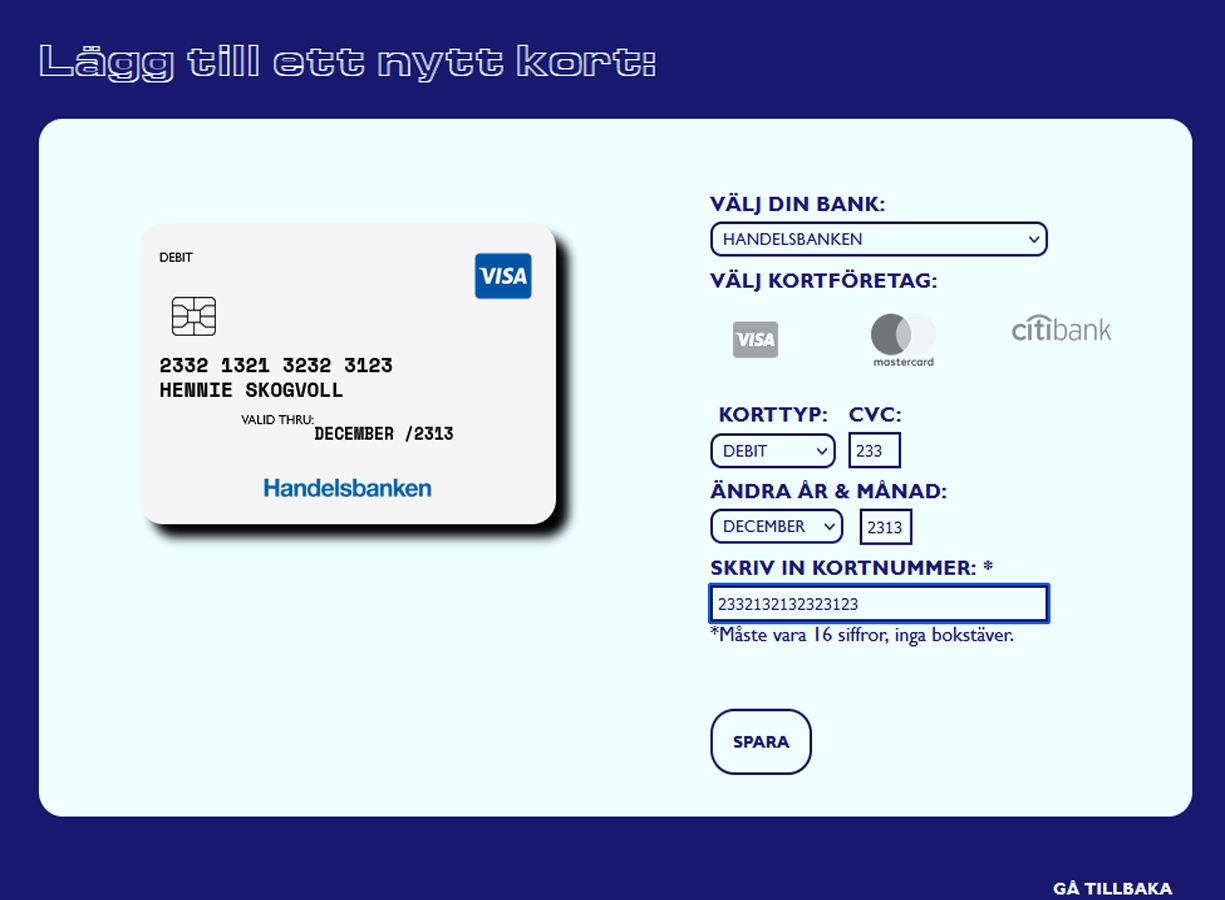 Lägg till ett nytt kort:
DEBIT
VISA
2332 1321 3232 3123
HENNIE SKOGVOLL
VALID THRU:
DECEMBER /2313
Handelsbanken
VÄLJ DIN BANK:
HANDELSBANKEN
VÄLJ KORTFÖRETAG:
VISA
mastercard
citibank
KORTTYP: CVC:
DEBIT 233
ÄNDRA ÅR & MÅNAD:
DECEMBER 2313
SKRIV IN KORTNUMMER: *
2332132132323123
*Måste vara 16 siffror, inga bokstäver.
SPARA
GÅ TILLBAKA